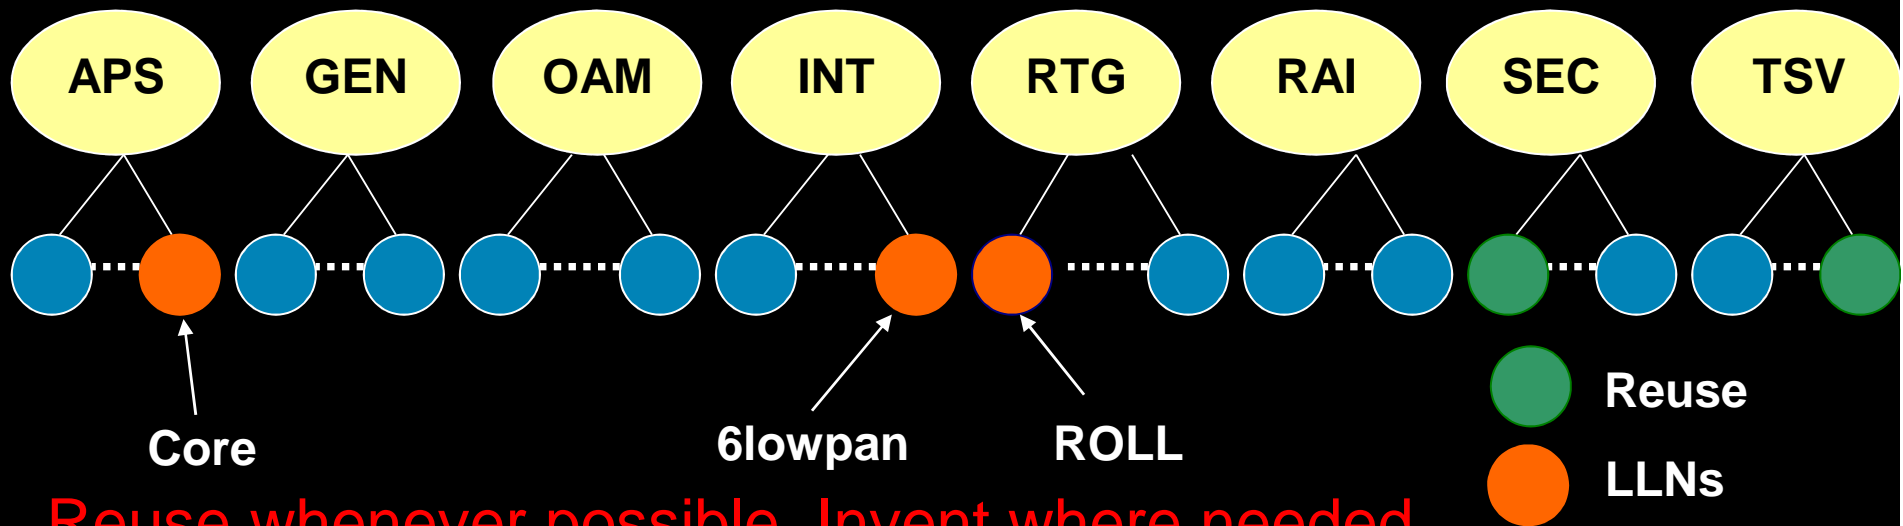 APS GEN OAM INT RTG RAI SEC TSV
Core
6lowpan
ROLL
Reuse
LLNs
Reuse whenever possible, Invent where needed